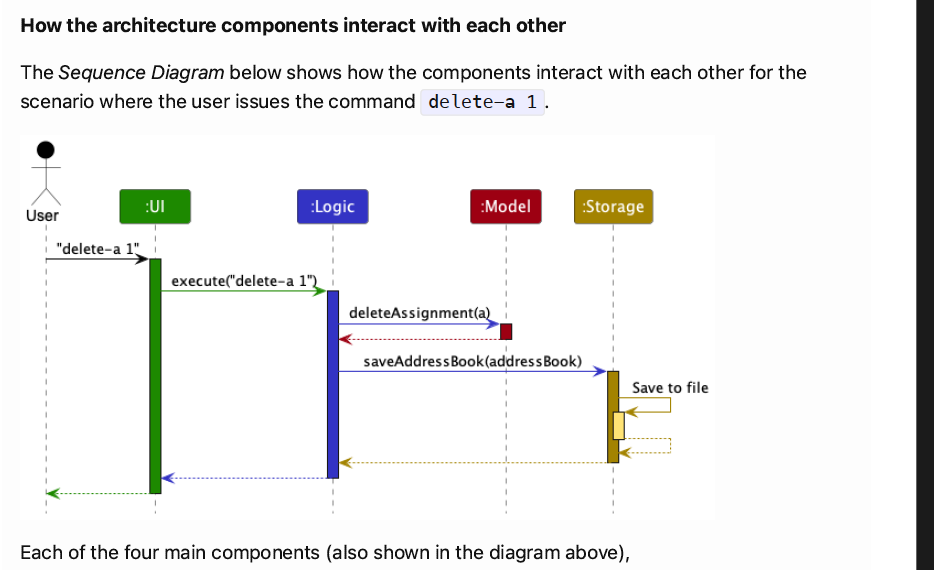 How the architecture components interact with each other
The Sequence Diagram below shows how the components interact with each other for the
scenario where the user issues the command delete-a 1.
User
:UI
:Logic
:Model
:Storage
"delete-a 1"
execute("delete-a 1")
deleteAssignment(a)
saveAddressBook(addressBook)
Save to file
Each of the four main components (also shown in the diagram above),